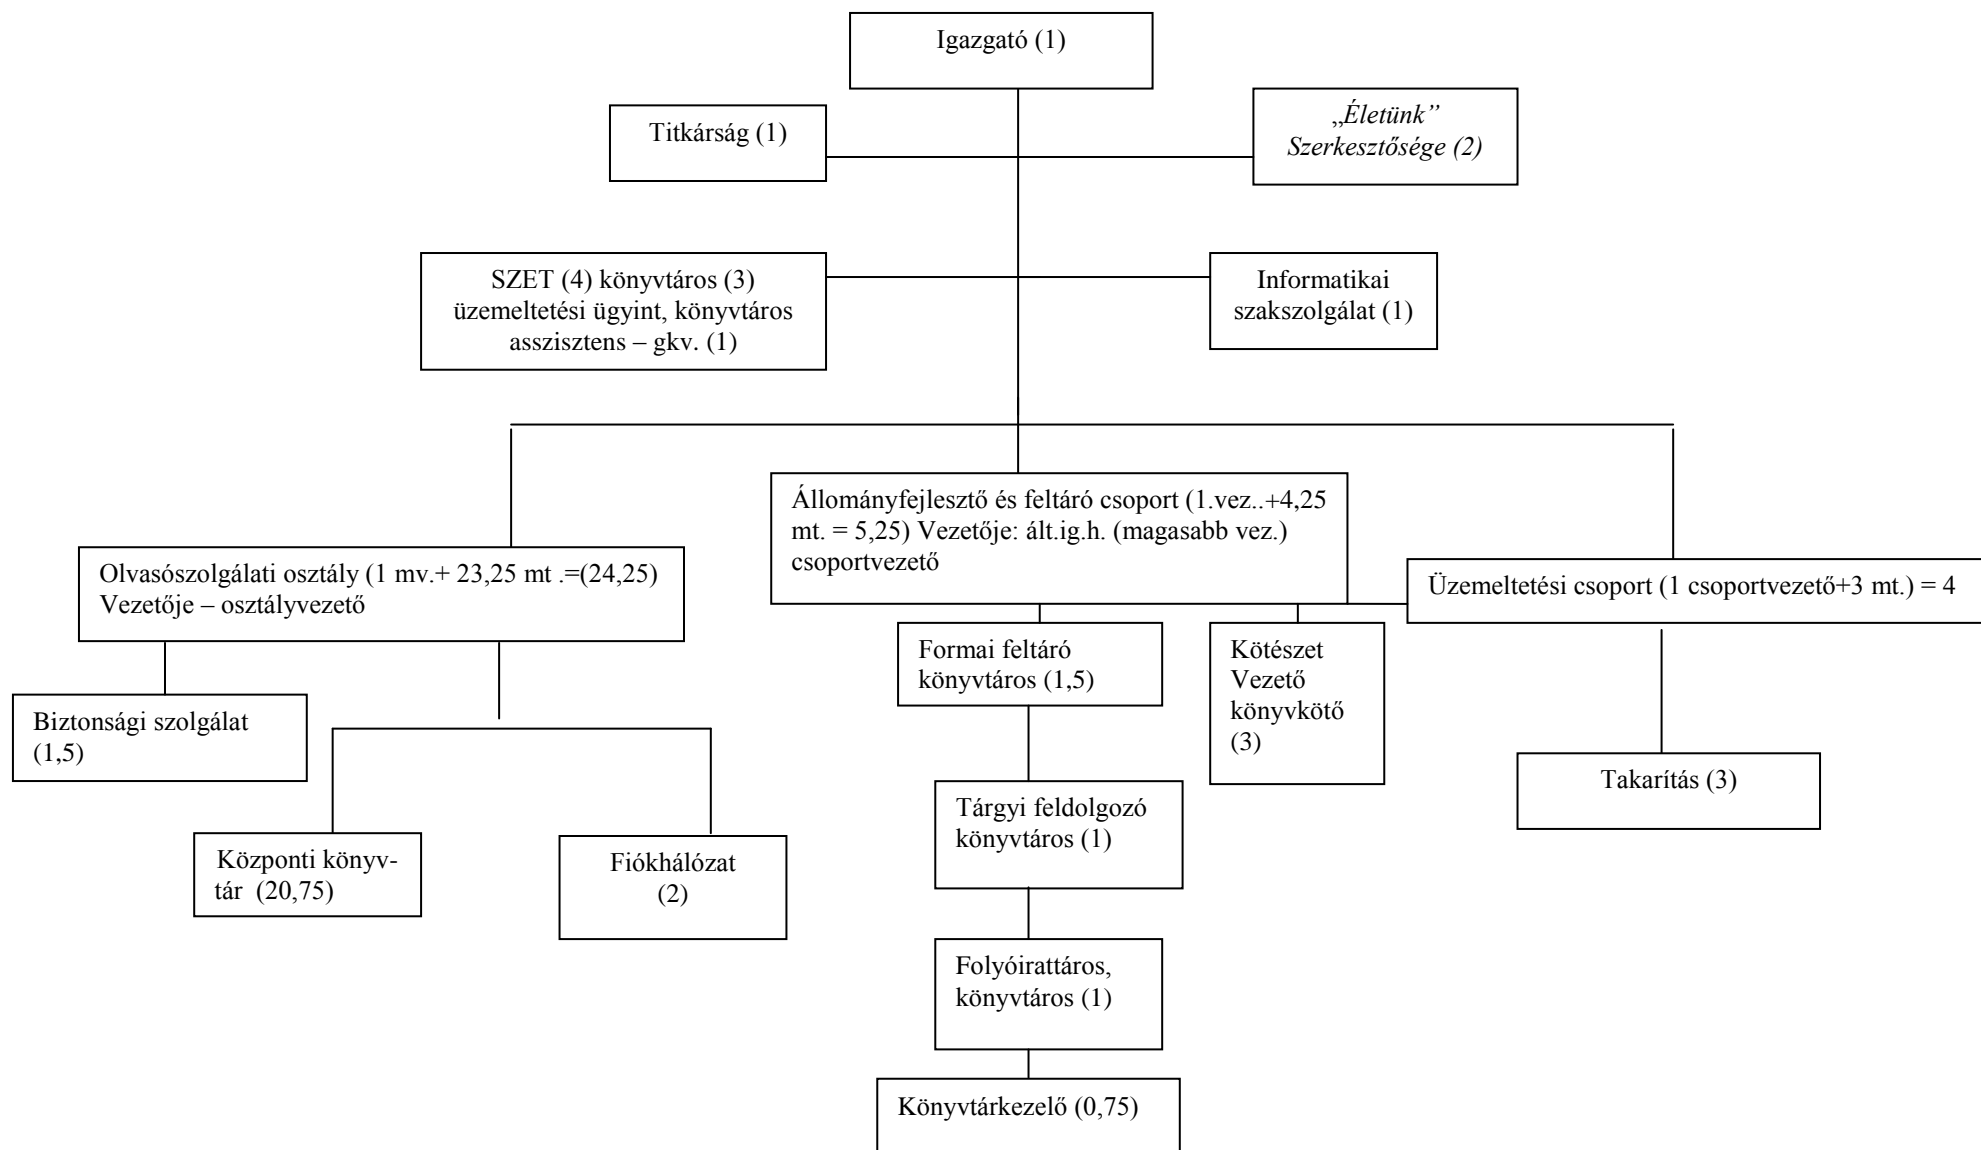 Igazgató (1)
Titkárság (1)
„Életünk”
Szerkesztősége (2)
SZET (4) könyvtáros (3)
üzemeltetési ügyint, könyvtáros
asszisztens – gkv. (1)
Informatikai
szakszolgálat (1)
Állományfejlesztő és feltáró csoport (1.vez..+4,25
mt. = 5,25) Vezetője: ált.ig.h. (magasabb vez.)
csoportvezető
Olvasószolgálati osztály (1 mv.+ 23,25 mt .=(24,25)
Vezetője – osztályvezető
Üzemeltetési csoport (1 csoportvezető+3 mt.) = 4
Formai feltáró
könyvtáros (1,5)
Kötészet
Vezető
könyvkötő
(3)
Biztonsági szolgálat
(1,5)
Takarítás (3)
Tárgyi feldolgozó
könyvtáros (1)
Központi könyv-
tár  (20,75)
Fiókhálózat
(2)
Folyóirattáros,
könyvtáros (1)
Könyvtárkezelő (0,75)